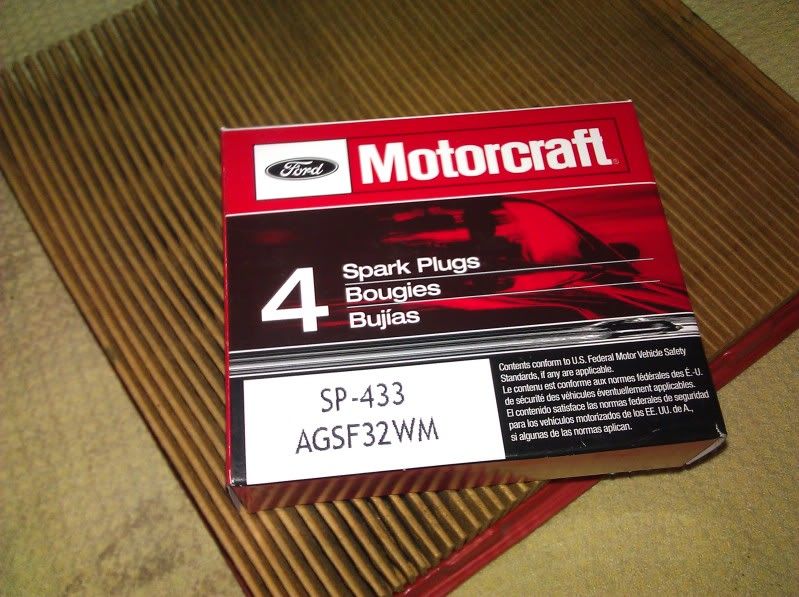 Ford
Motorcraft®
4
Spark Plugs
Bougies
Bujías
SP-433
AGSF32WM
Contents conform to U.S. Federal Motor Vehicle Safety
Standards, if any are applicable.
Le contenu est conforme aux normes fédérales des É.-U.
de sécurité des véhicules éventuellement applicables.
El contenido satisface las normas federales de seguridad
para los vehículos motorizados de los EE. UU. de A.,
si algunas de las normas aplican.